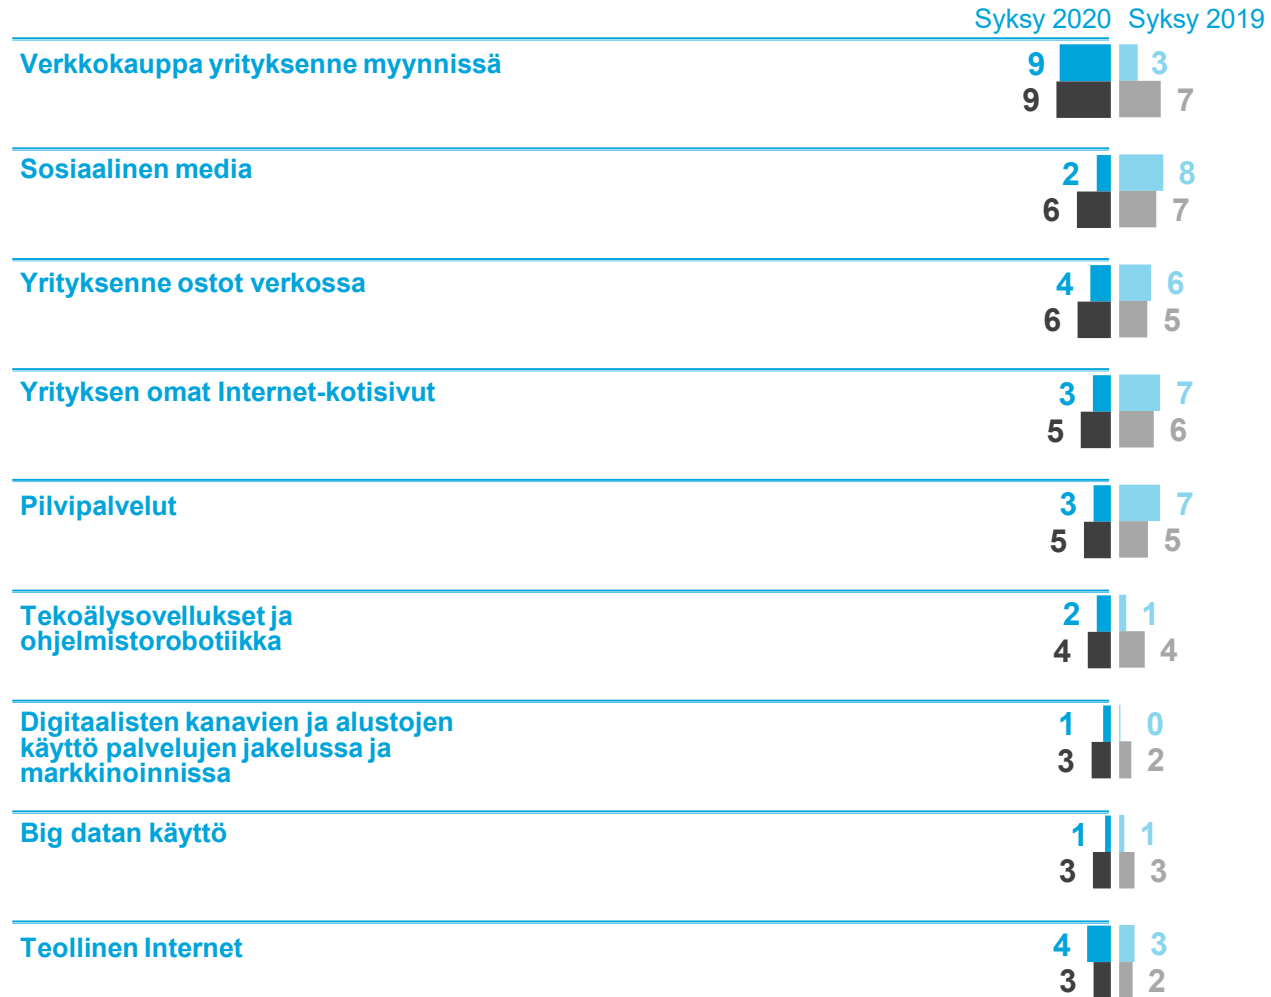 Syksy 2020 Syksy 2019
Verkkokauppa yrityksenne myynnissä
9 3
9 7
Sosiaalinen media
2 8
6 7
Yrityksenne ostot verkossa
4 6
6 5
Yrityksen omat Internet-kotisivut
3 7
5 6
Pilvipalvelut
3 7
5 5
Tekoälysovellukset ja
ohjelmistorobotiikka
2 1
4 4
Digitaalisten kanavien ja alustojen
käyttö palvelujen jakelussa ja
markkinoinnissa
1 0
3 2
Big datan käyttö
1 1
3 3
Teollinen Internet
4 3
3 2